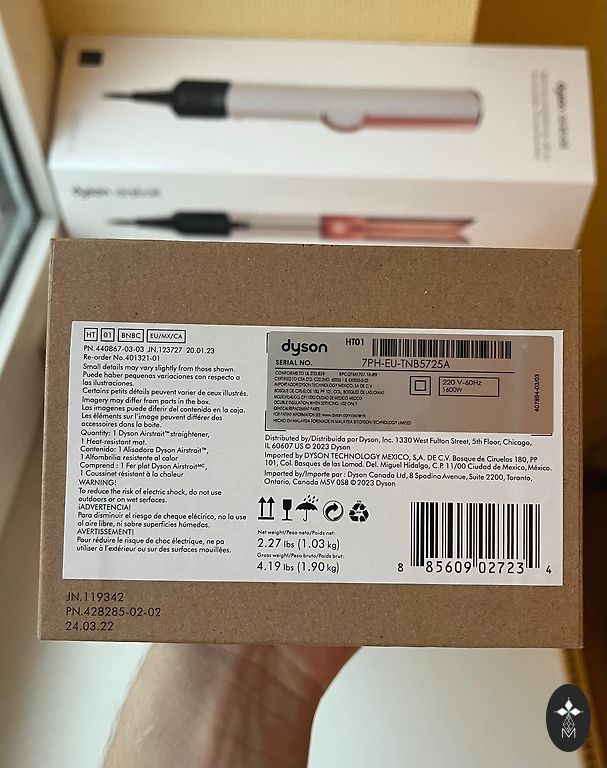 dyson airstrait
HT 01 BNBC EU/MX/CA
PN.440867-03-03 JN.123727 20.01.23
Re-order No.401321-01
Small details may vary slightly from those shown.
Puede haber pequeñas variaciones con respecto a
las ilustraciones.
Certains petits détails peuvent varier de ceux illustrés.
Imagery may differ from parts in the box.
Las imagenes puede diferir del contenido en la caja.
Les éléments sur l'image peuvent différer des
accessoires dans la boite.
Quantity: 1 Dyson Airstrait™ straightener,
1 Heat-resistant mat.
Contenido: 1 Alisadora Dyson Airstrait™,
1 Alfombrilla resistente al calor
Comprend : 1 Fer plat Dyson AirstraitMC,
1 Coussinet résistant à la chaleur
WARNING!
To reduce the risk of electric shock, do not use
outdoors or on wet surfaces.
¡ADVERTENCIA!
Para disminuir el riesgo de cheque eléctrico, no la use
al aire libre, ni sobre superficies húmedas.
AVERTISSEMENT!
Pour réduire le risque de choc électrique, ne pa
utiliser à l'extérieur ou sur des surfaces mouillées.
dyson HT01
SERIAL NO. 7PH-EU-TNB5725A
220 V~60Hz
1600W
Distributed by/Distribuida por Dyson, Inc. 1330 West Fulton Street, 5th Floor, Chicago,
IL 60607 US © 2023 Dyson
Imported by DYSON TECHNOLOGY MEXICO, S.A. DE C.V. Bosque de Ciruelos 180, PP
101, Col. Bosques de las Lomod. Del. Miguel Hidalgo, C.P. 11/00 Ciudad de Mexico, México.
Imported by/Importe par : Dyson Canada Ltd, 8 Spadina Avenue, Suite 2200, Toronto,
Ontario, Canada M5V 0S8 © 2023 Dyson
Net weight/Peso neto/Poids net:
2.27 lbs (1.03 kg)
Gross weight/Peso bruto/Poids brut:
4.19 lbs (1.90 kg)
8 85609 02723 4
JN.119342
PN.428285-02-02
24.03.22
M